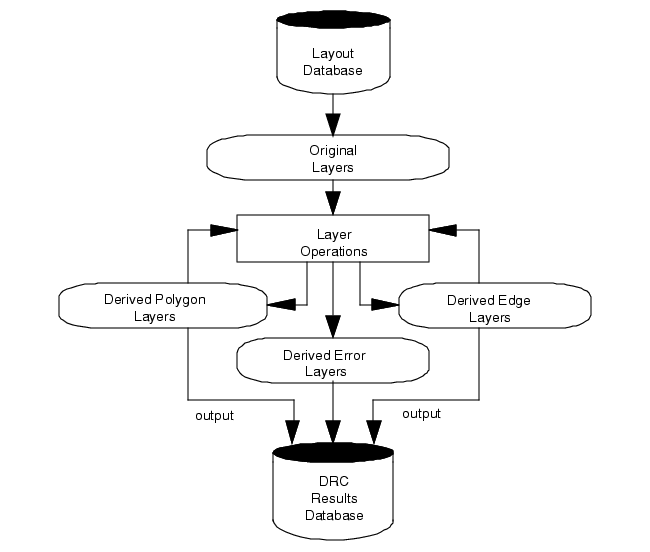 Layout
Database
Original
Layers
Layer
Operations
Derived Polygon
Layers
Derived Edge
Layers
Derived Error
Layers
output
output
DRC
Results
Database